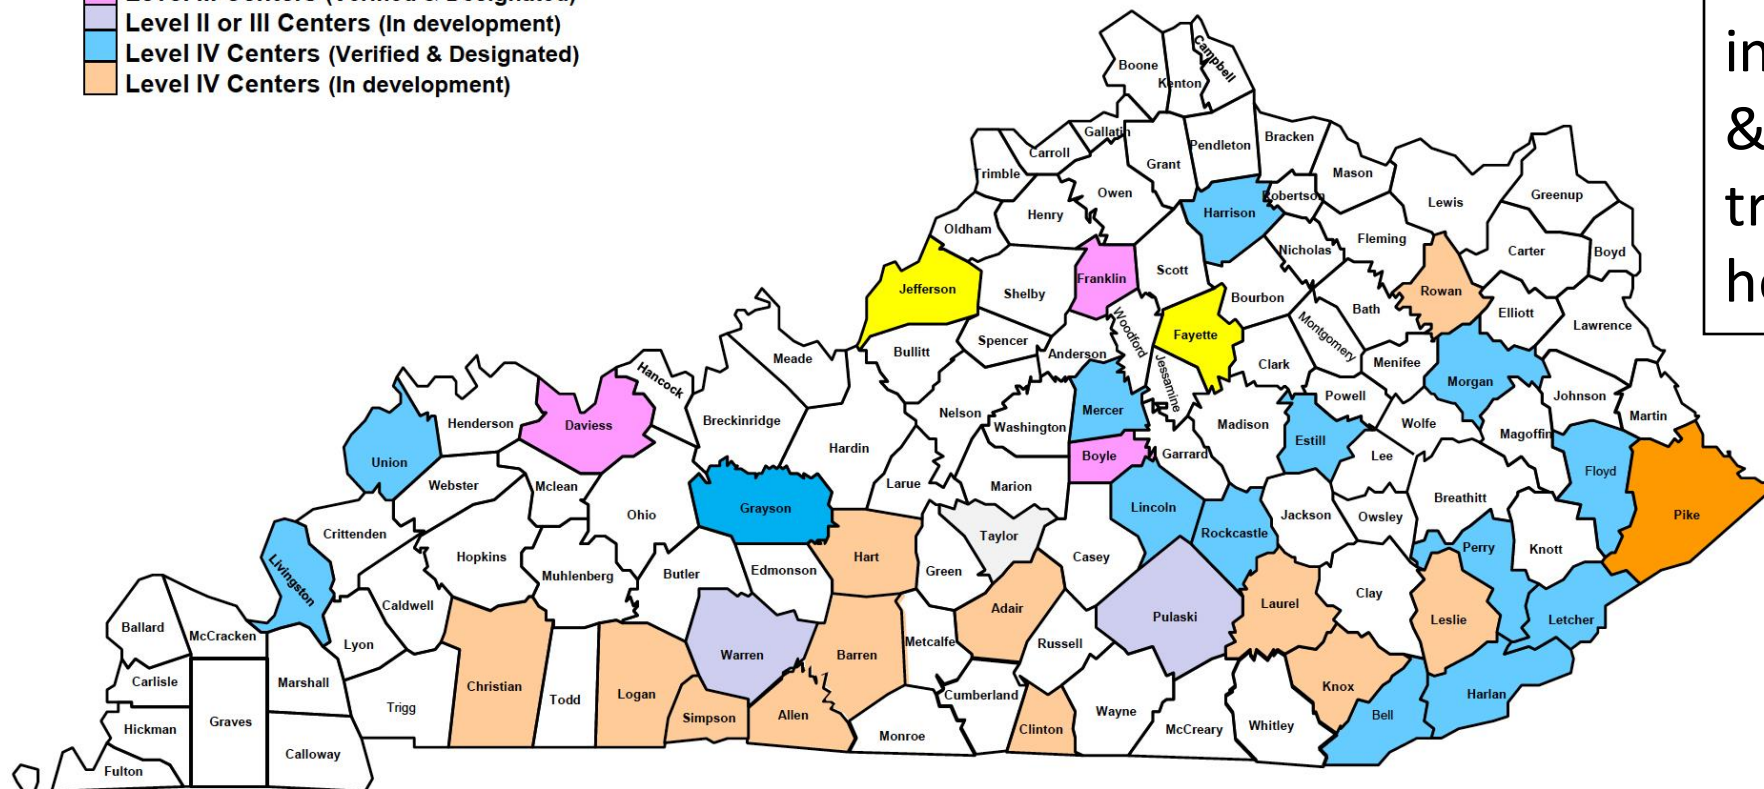 Level II or III Centers (In development)
Level IV Centers (Verified & Designated)
Level IV Centers (In development)
in
&
tr
Boone
Kenton
Campbell
Gallatin
Carroll
Trimble
Grant
Pendleton
Bracken
Mason
Owen
Henry
Oldham
Harrison
Robertson
Lewis
Greenup
Fleming
Nicholas
Carter
Boyd
Jefferson
Shelby
Franklin
Scott
Bourbon
Rowan
Bath
Elliott
Lawrence
Woodford
Fayette
Montgomery
Spencer
Anderson
Bullitt
Meade
Hancock
Jessamine
Clark
Menifee
Morgan
Johnson
Martin
Powell
Wolfe
Magoffin
Mercer
Madison
Estill
Lee
Nelson
Washington
Breckinridge
Daviess
Henderson
Union
Hardin
Boyle
Garrard
Floyd
Webster
Mclean
Ohio
Grayson
Larue
Marion
Lincoln
Rockcastle
Jackson
Owsley
Breathitt
Pike
Crittenden
Hopkins
Muhlenberg
Butler
Edmonson
Hart
Green
Taylor
Casey
Perry
Knott
Livingston
Caldwell
Lyon
Ballard
McCracken
Adair
Pulaski
Laurel
Clay
Leslie
Letcher
Metcalfe
Russell
Warren
Barren
Carlisle
Marshall
Trigg
Christian
Todd
Logan
Simpson
Allen
Cumberland
Knox
Harlan
Bell
Hickman
Graves
Monroe
Clinton
Wayne
McCreary
Whitley
Calloway
Fulton